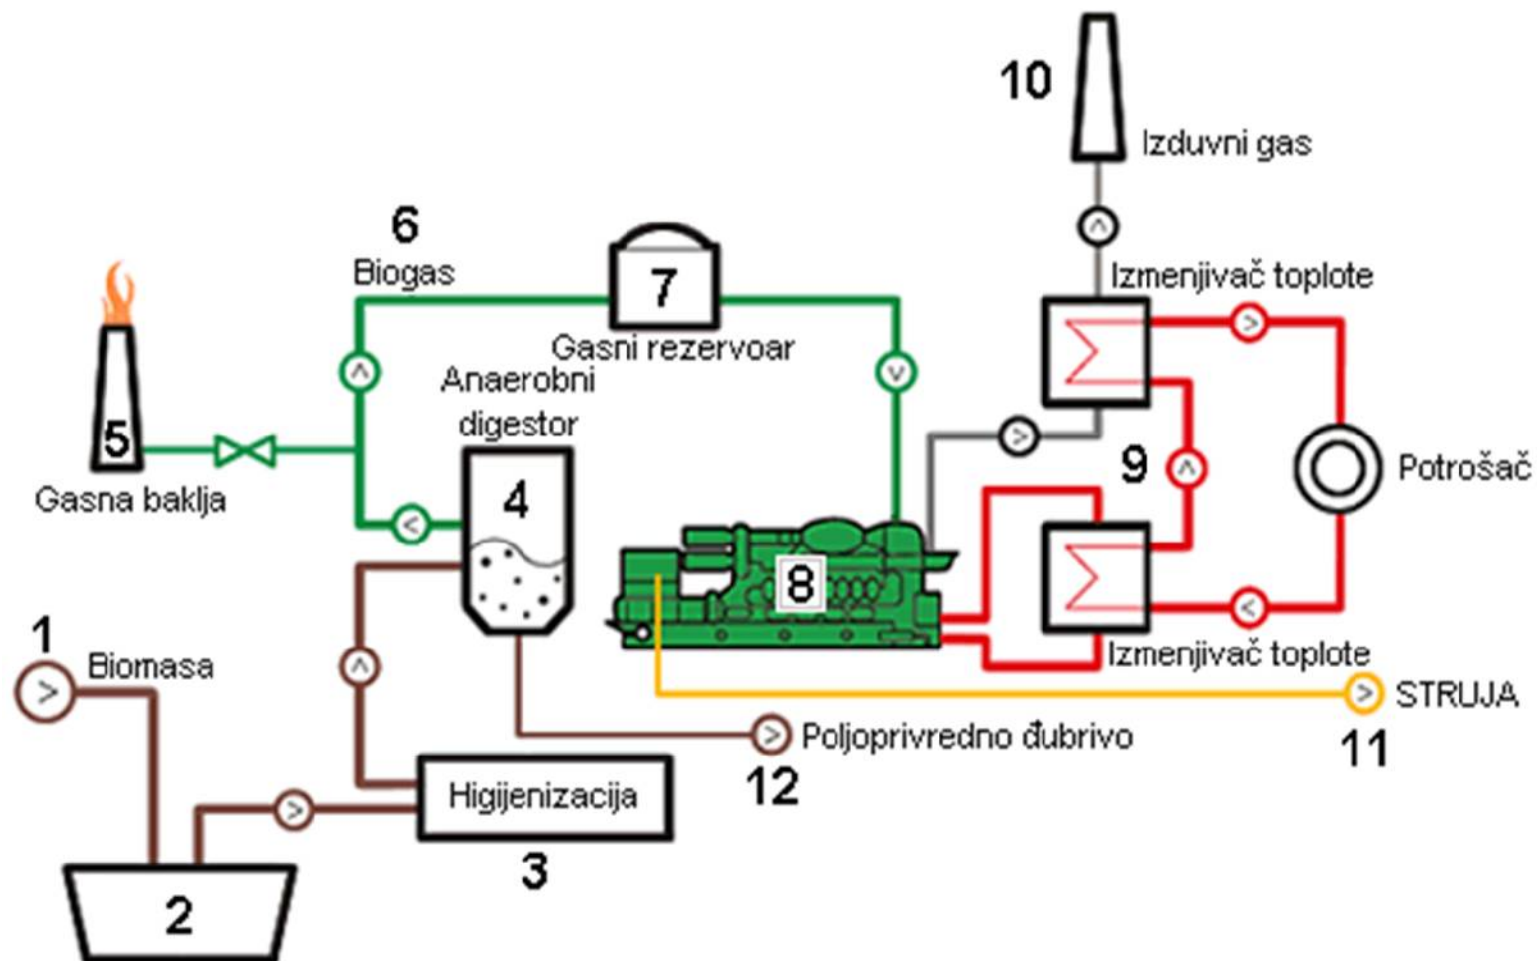 10
Izduvni gas
6
Biogas
7
Gasni rezervoar
Izmenjivač toplote
Anaerobni
digestor
4
5
Gasna baklja
9
Potrošač
8
Izmenjivač toplote
1
Biomasa
STRUJA
11
Poljoprivredno đubrivo
12
Higijenizacija
3
2